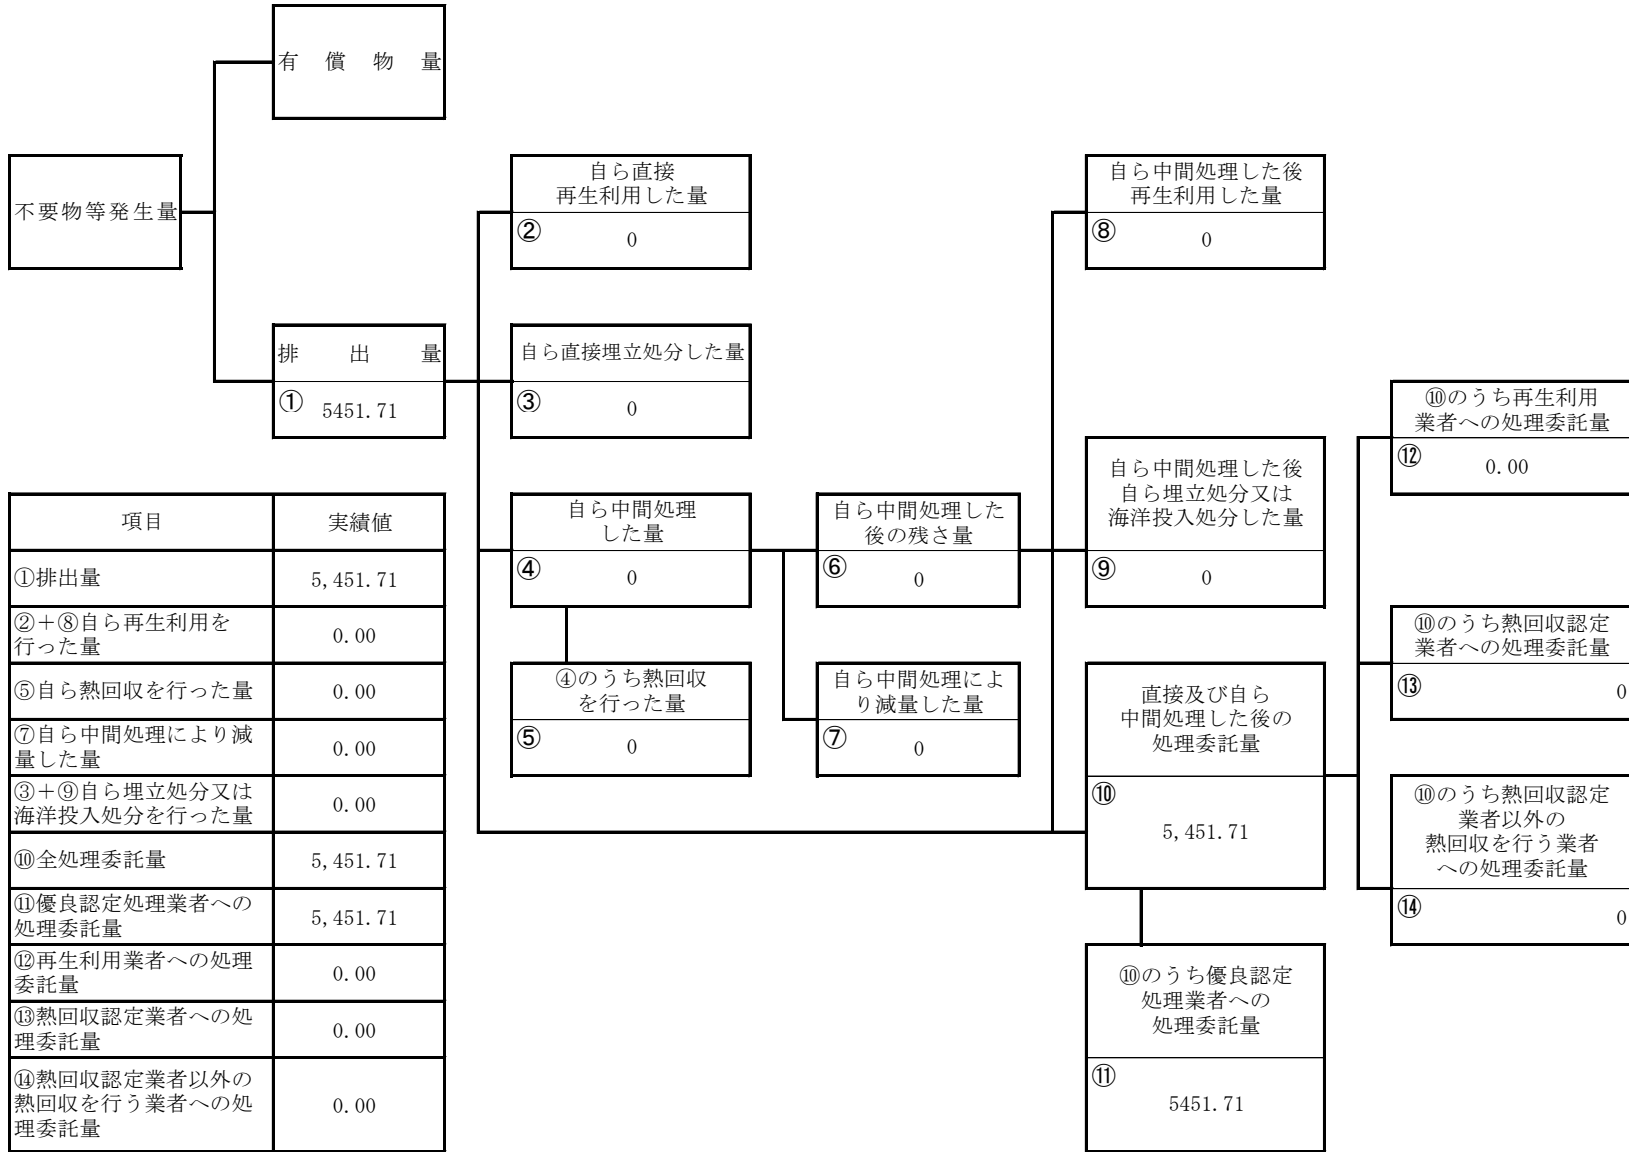 有償物量
不要物等発生量
排出量
① 5451.71
自ら直接
再生利用した量
② 0
自ら直接埋立処分した量
③ 0
自ら中間処理
した量
④ 0
④のうち熱回収
を行った量
⑤ 0
自ら中間処理した
後の残さ量
⑥ 0
自ら中間処理によ
り減量した量
⑦ 0
自ら中間処理した後
再生利用した量
⑧ 0
自ら中間処理した後
自ら埋立処分又は
海洋投入処分した量
⑨ 0
直接及び自ら
中間処理した後の
処理委託量
⑩
5,451.71
⑩のうち優良認定
処理業者への
処理委託量
⑪
5451.71
⑩のうち再生利用
業者への処理委託量
⑫ 0.00
⑩のうち熱回収認定
業者への処理委託量
⑬ 0
⑩のうち熱回収認定
業者以外の
熱回収を行う業者
への処理委託量
⑭ 0
項目 実績値
①排出量 5,451.71
②＋⑧自ら再生利用を
行った量 0.00
⑤自ら熱回収を行った量 0.00
⑦自ら中間処理により減
量した量 0.00
③＋⑨自ら埋立処分又は
海洋投入処分を行った量 0.00
⑩全処理委託量 5,451.71
⑪優良認定処理業者への
処理委託量 5,451.71
⑫再生利用業者への処理
委託量 0.00
⑬熱回収認定業者への処
理委託量 0.00
⑭熱回収認定業者以外の
熱回収を行う業者への処
理委託量 0.00